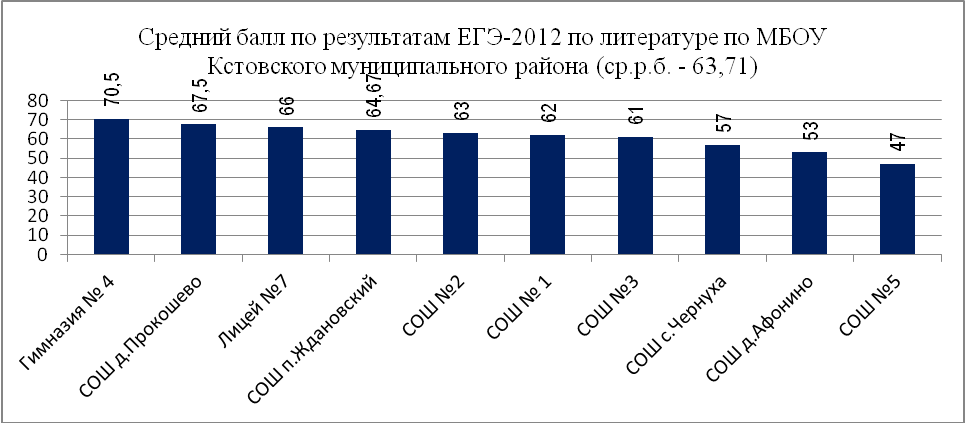 Средний балл по результатам ЕГЭ-2012 по литературе по МБОУ
Кстовского муниципального района (ср.р.б. - 63,71)
70,5
67,5
66
64,67
63
62
61
57
53
47
80
70
60
50
40
30
20
10
0
Гимназия № 4
СОШ д.Прокошево
Лицей №7
СОШ п.Ждановский
СОШ №2
СОШ № 1
СОШ №3
СОШ с.Чернуха
СОШ д.Афонино
СОШ №5